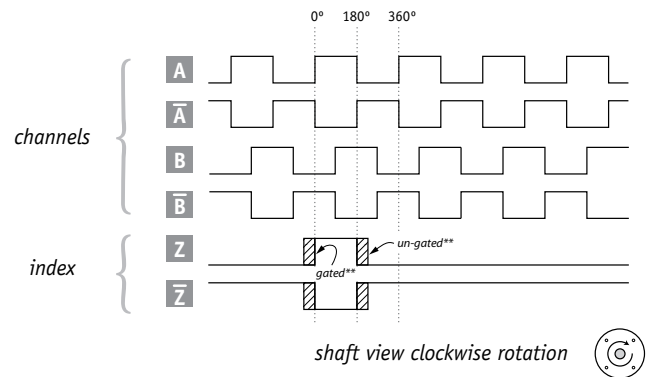 0º 180º 360º
A
A̅
channels
B
B̅
Z
un-gated**
gated**
index
Z̅
shaft view clockwise rotation